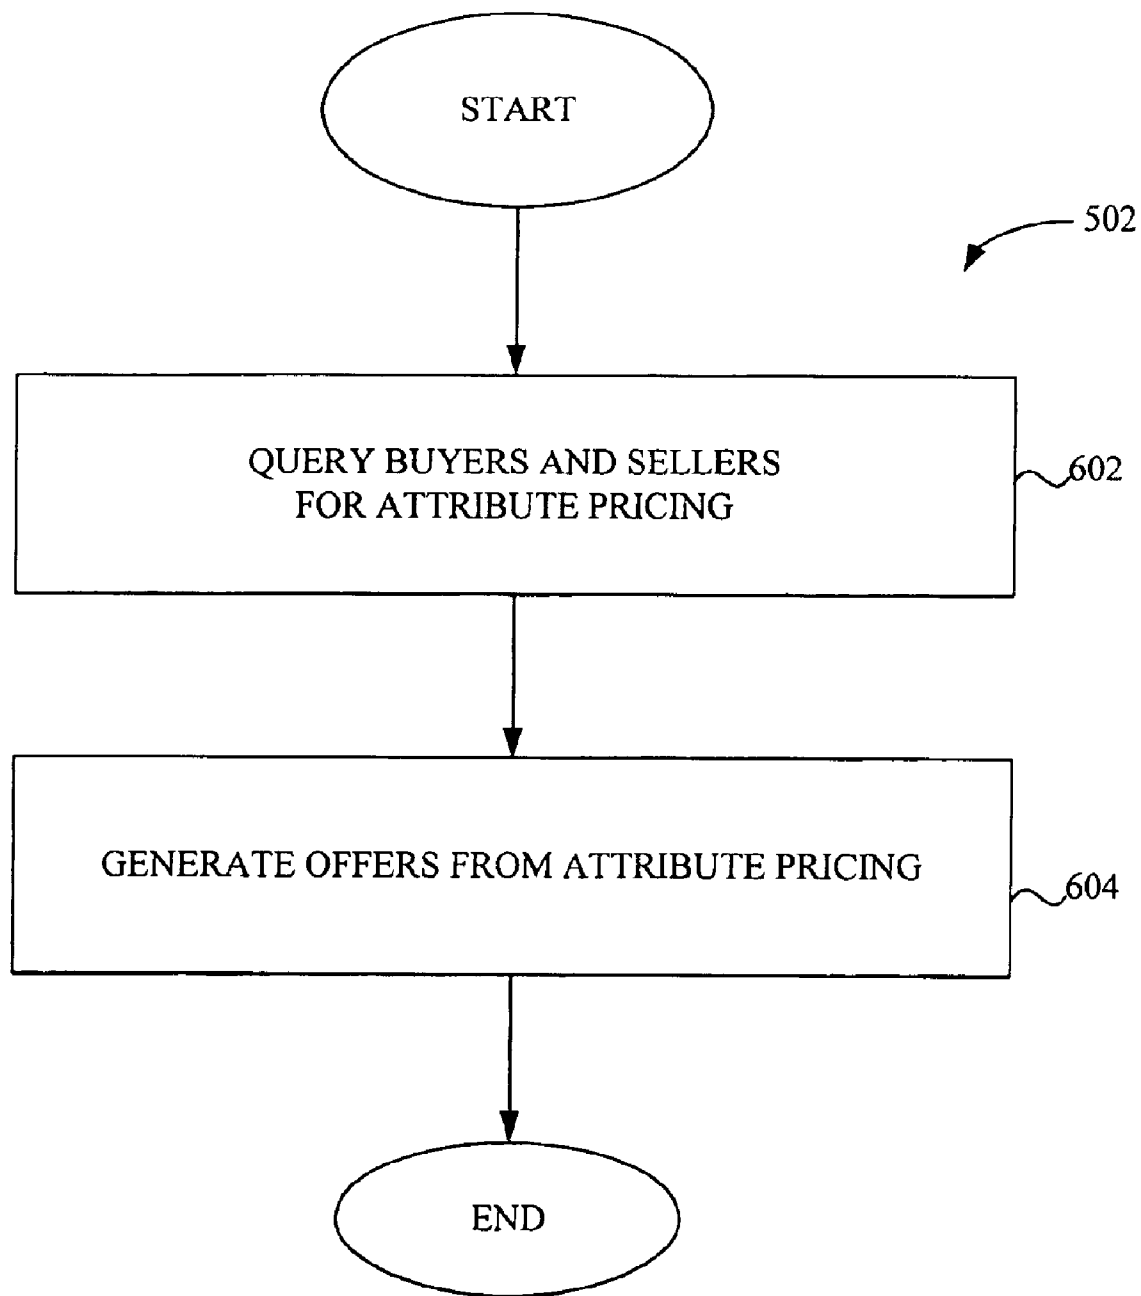 START
502
QUERY BUYERS AND SELLERS
FOR ATTRIBUTE PRICING
602
GENERATE OFFERS FROM ATTRIBUTE PRICING
604
END